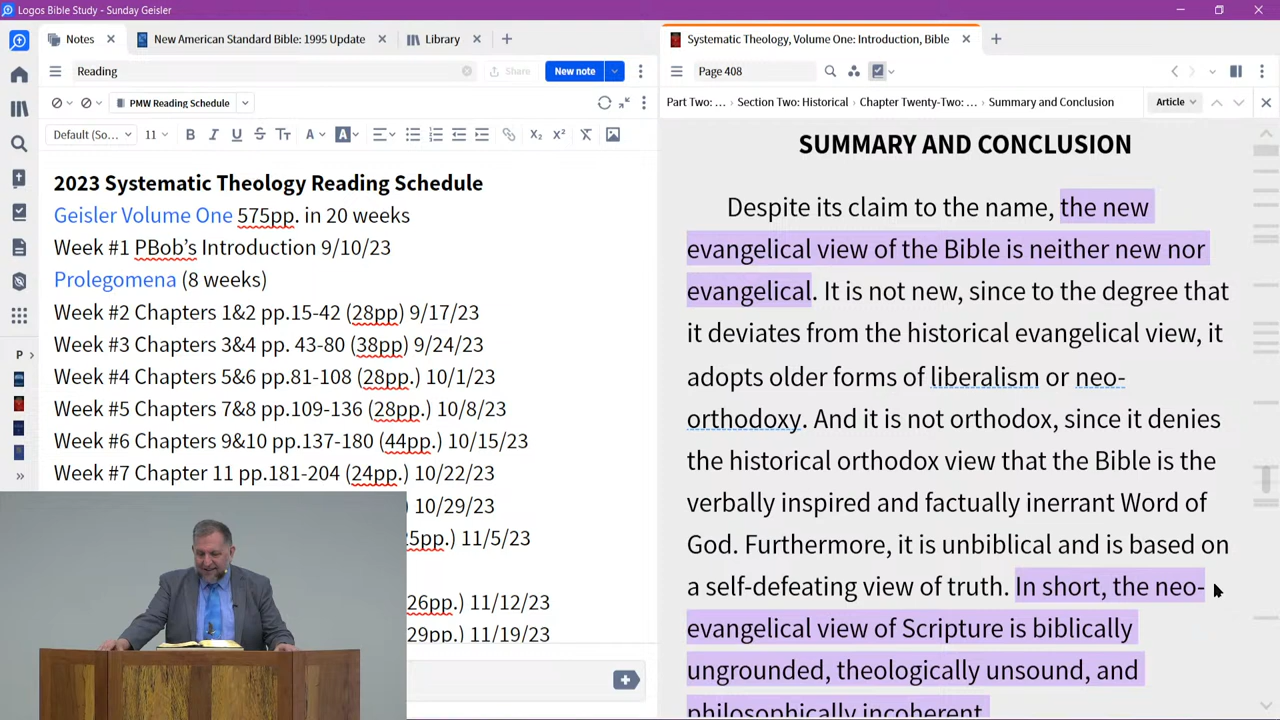 Logos Bible Study - Sunday Geisler
Notes
New American Standard Bible: 1995 Update
Library
Reading
Share
New note
PMW Reading Schedule
Default (So...
11
2023 Systematic Theology Reading Schedule
Geisler Volume One 575pp. in 20 weeks
Week #1 PBob's Introduction 9/10/23
Prolegomena (8 weeks)
Week #2 Chapters 1&2 pp.15-42 (28pp) 9/17/23
Week #3 Chapters 3&4 pp. 43-80 (38pp) 9/24/23
Week #4 Chapters 5&6 pp.81-108 (28pp.) 10/1/23
Week #5 Chapters 7&8 pp.109-136 (28pp.) 10/8/23
Week #6 Chapters 9&10 pp.137-180 (44pp.) 10/15/23
Week #7 Chapter 11 pp.181-204 (24pp.) 10/22/23
) 10/29/23
5pp.) 11/5/23
26pp.) 11/12/23
29pp.) 11/19/23
P
Systematic Theology, Volume One: Introduction, Bible
Page 408
Part Two: ... › Section Two: Historical › Chapter Twenty-Two: ... › Summary and Conclusion
Article
SUMMARY AND CONCLUSION
Despite its claim to the name, the new
evangelical view of the Bible is neither new nor
evangelical. It is not new, since to the degree that
it deviates from the historical evangelical view, it
adopts older forms of liberalism or neo-
orthodoxy. And it is not orthodox, since it denies
the historical orthodox view that the Bible is the
verbally inspired and factually inerrant Word of
God. Furthermore, it is unbiblical and is based on
a self-defeating view of truth. In short, the neo-
evangelical view of Scripture is biblically
ungrounded, theologically unsound, and
philosophically incoherent.